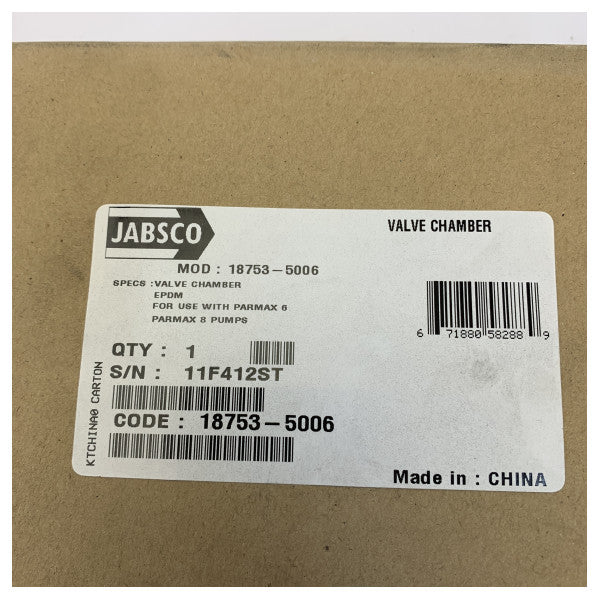 JABSCO
VALVE CHAMBER
MOD : 18753-5006
SPECS : VALVE CHAMBER
EPDM
FOR USE WITH PARMAX 6
PARMAX 8 PUMPS
6 71880 58288 9
QTY : 1
S/N : 11F412ST
CODE : 18753-5006
KTCHINA0 CARTON
Made in : CHINA